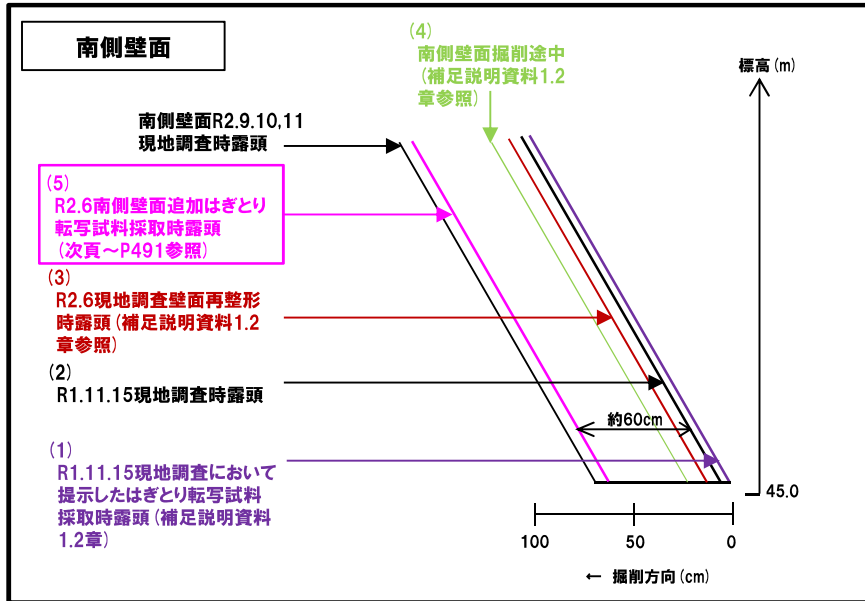 南側壁面
(4)
南側壁面掘削途中
(補足説明資料1.2
章参照)
標高(m)
南側壁面R2.9.10,11
現地調査時露頭
(5)
R2.6南側壁面追加はぎとり
転写試料採取時露頭
(次頁～P491参照)
(3)
R2.6現地調査壁面再整形
時露頭(補足説明資料1.2
章参照)
(2)
R1.11.15現地調査時露頭
約60cm
(1)
R1.11.15現地調査において
提示したはぎとり転写試料
採取時露頭(補足説明資料
1.2章)
45.0
100 50 0
← 掘削方向(cm)